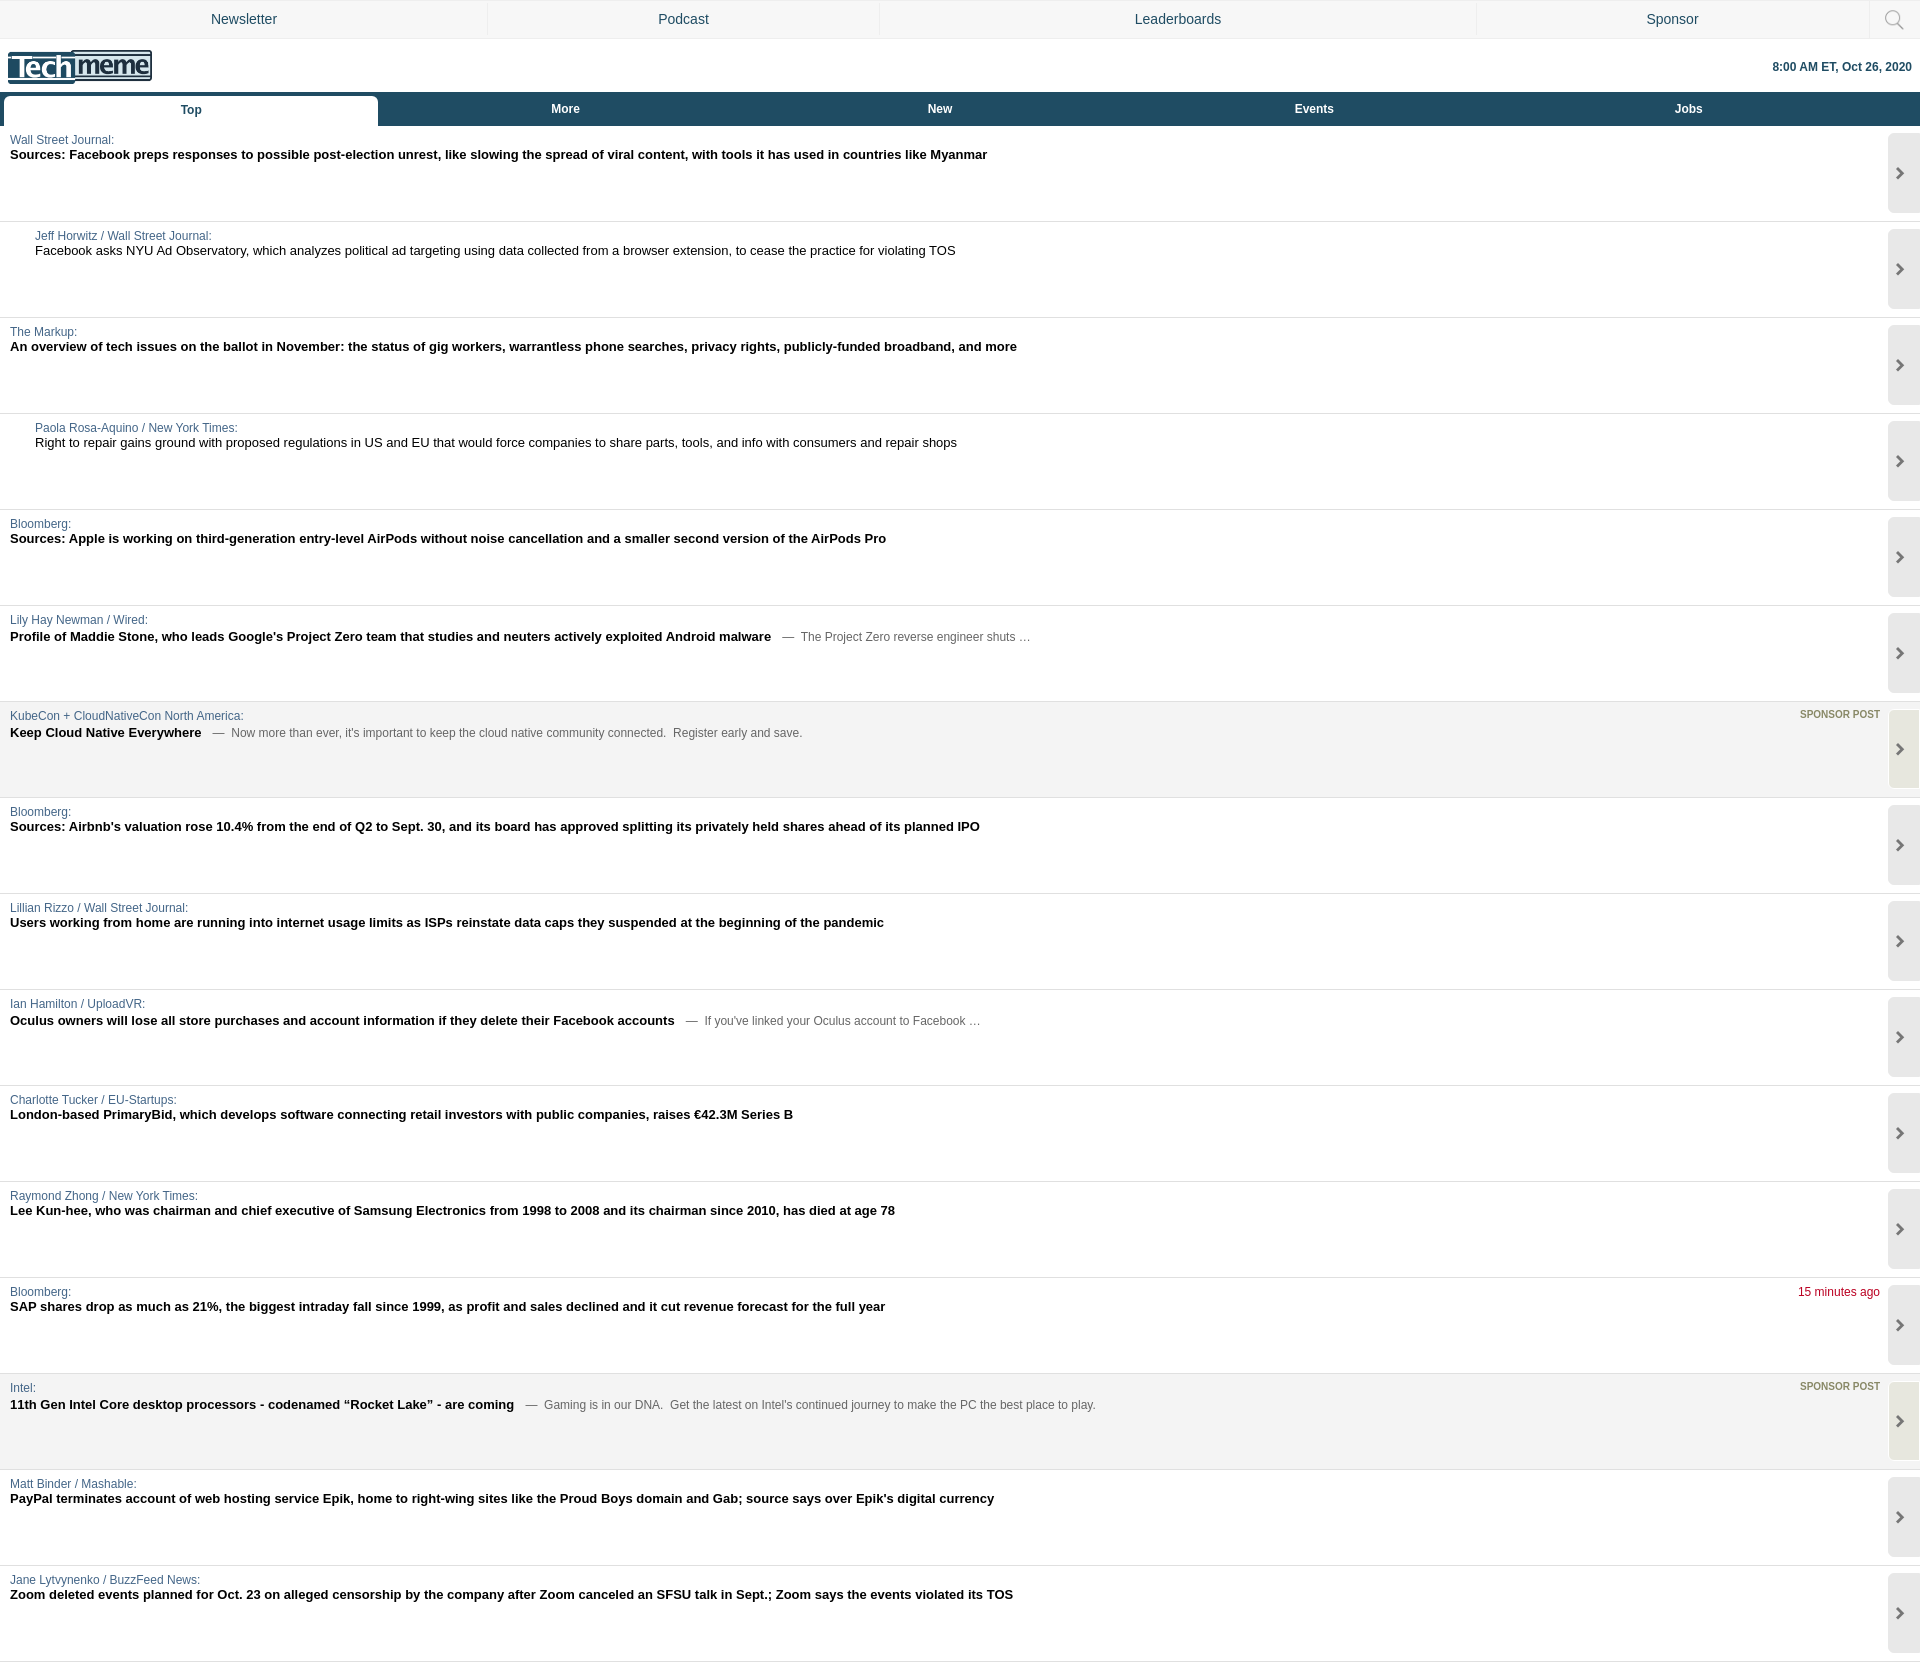 Newsletter
Podcast
Leaderboards
Sponsor
Techmeme
8:00 AM ET, Oct 26, 2020
Top
More
New
Events
Jobs
Wall Street Journal:
Sources: Facebook preps responses to possible post-election unrest, like slowing the spread of viral content, with tools it has used in countries like Myanmar
Jeff Horwitz / Wall Street Journal:
Facebook asks NYU Ad Observatory, which analyzes political ad targeting using data collected from a browser extension, to cease the practice for violating TOS
The Markup:
An overview of tech issues on the ballot in November: the status of gig workers, warrantless phone searches, privacy rights, publicly-funded broadband, and more
Paola Rosa-Aquino / New York Times:
Right to repair gains ground with proposed regulations in US and EU that would force companies to share parts, tools, and info with consumers and repair shops
Bloomberg:
Sources: Apple is working on third-generation entry-level AirPods without noise cancellation and a smaller second version of the AirPods Pro
Lily Hay Newman / Wired:
Profile of Maddie Stone, who leads Google's Project Zero team that studies and neuters actively exploited Android malware — The Project Zero reverse engineer shuts …
KubeCon + CloudNativeCon North America:
SPONSOR POST
Keep Cloud Native Everywhere — Now more than ever, it's important to keep the cloud native community connected. Register early and save.
Bloomberg:
Sources: Airbnb's valuation rose 10.4% from the end of Q2 to Sept. 30, and its board has approved splitting its privately held shares ahead of its planned IPO
Lillian Rizzo / Wall Street Journal:
Users working from home are running into internet usage limits as ISPs reinstate data caps they suspended at the beginning of the pandemic
Ian Hamilton / UploadVR:
Oculus owners will lose all store purchases and account information if they delete their Facebook accounts — If you've linked your Oculus account to Facebook …
Charlotte Tucker / EU-Startups:
London-based PrimaryBid, which develops software connecting retail investors with public companies, raises €42.3M Series B
Raymond Zhong / New York Times:
Lee Kun-hee, who was chairman and chief executive of Samsung Electronics from 1998 to 2008 and its chairman since 2010, has died at age 78
Bloomberg:
15 minutes ago
SAP shares drop as much as 21%, the biggest intraday fall since 1999, as profit and sales declined and it cut revenue forecast for the full year
Intel:
SPONSOR POST
11th Gen Intel Core desktop processors - codenamed “Rocket Lake” - are coming — Gaming is in our DNA. Get the latest on Intel's continued journey to make the PC the best place to play.
Matt Binder / Mashable:
PayPal terminates account of web hosting service Epik, home to right-wing sites like the Proud Boys domain and Gab; source says over Epik's digital currency
Jane Lytvynenko / BuzzFeed News:
Zoom deleted events planned for Oct. 23 on alleged censorship by the company after Zoom canceled an SFSU talk in Sept.; Zoom says the events violated its TOS